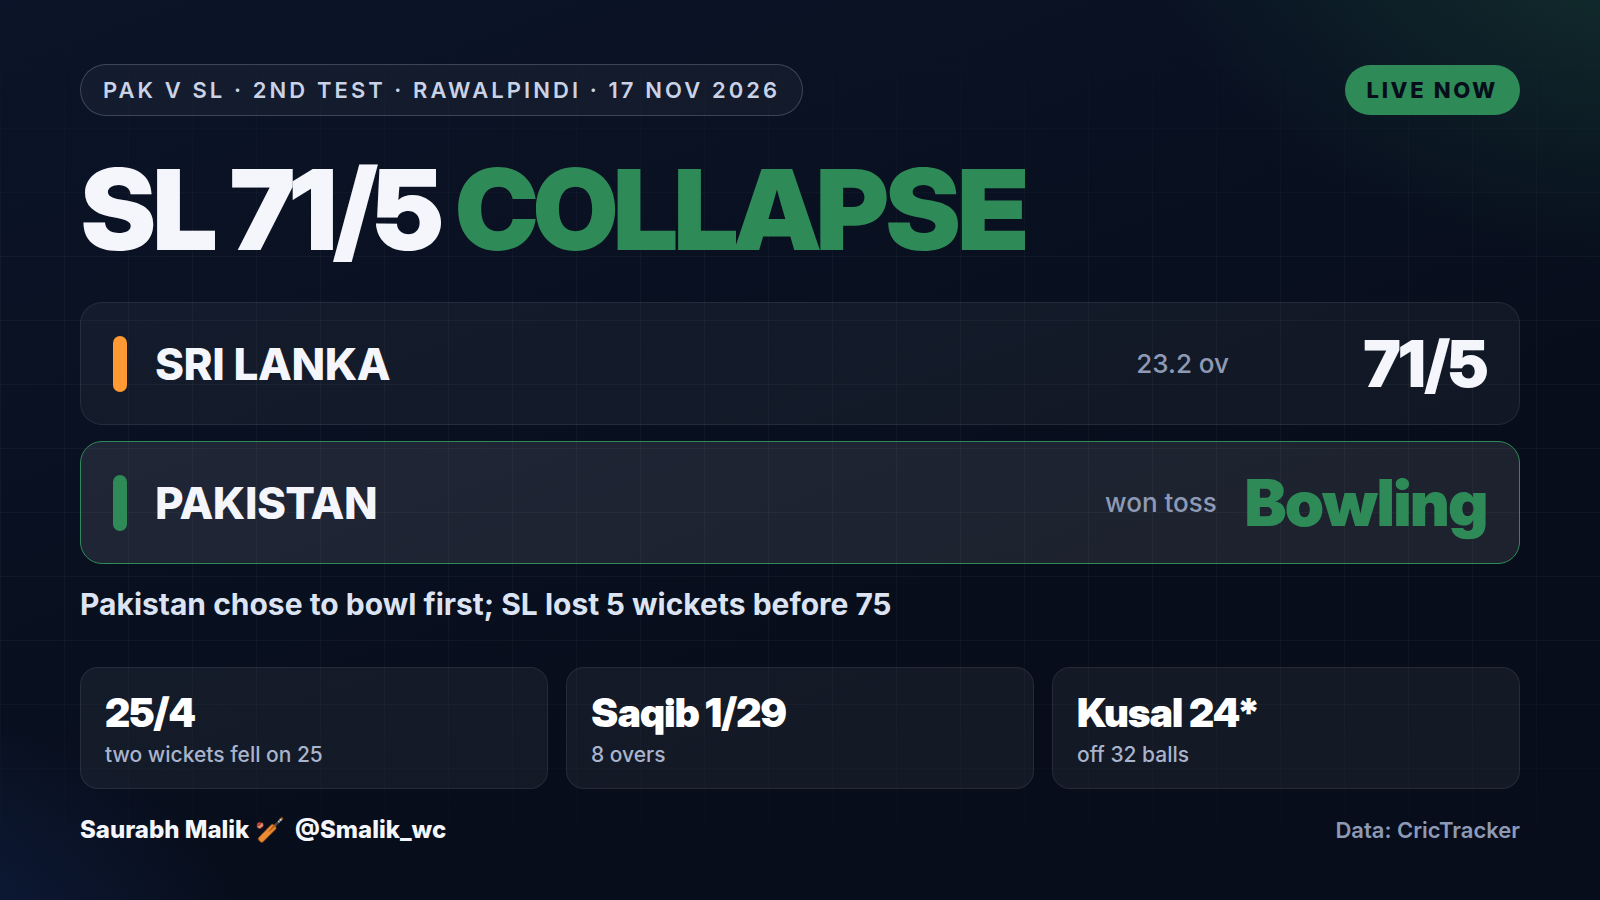 PAK V SL · 2ND TEST · RAWALPINDI · 17 NOV 2026
LIVE NOW
SL 71/5 COLLAPSE
SRI LANKA 23.2 ov 71/5
PAKISTAN won toss Bowling
Pakistan chose to bowl first; SL lost 5 wickets before 75
25/4
two wickets fell on 25
Saqib 1/29
8 overs
Kusal 24*
off 32 balls
Saurabh Malik 🏏 @Smalik_wc
Data: CricTracker